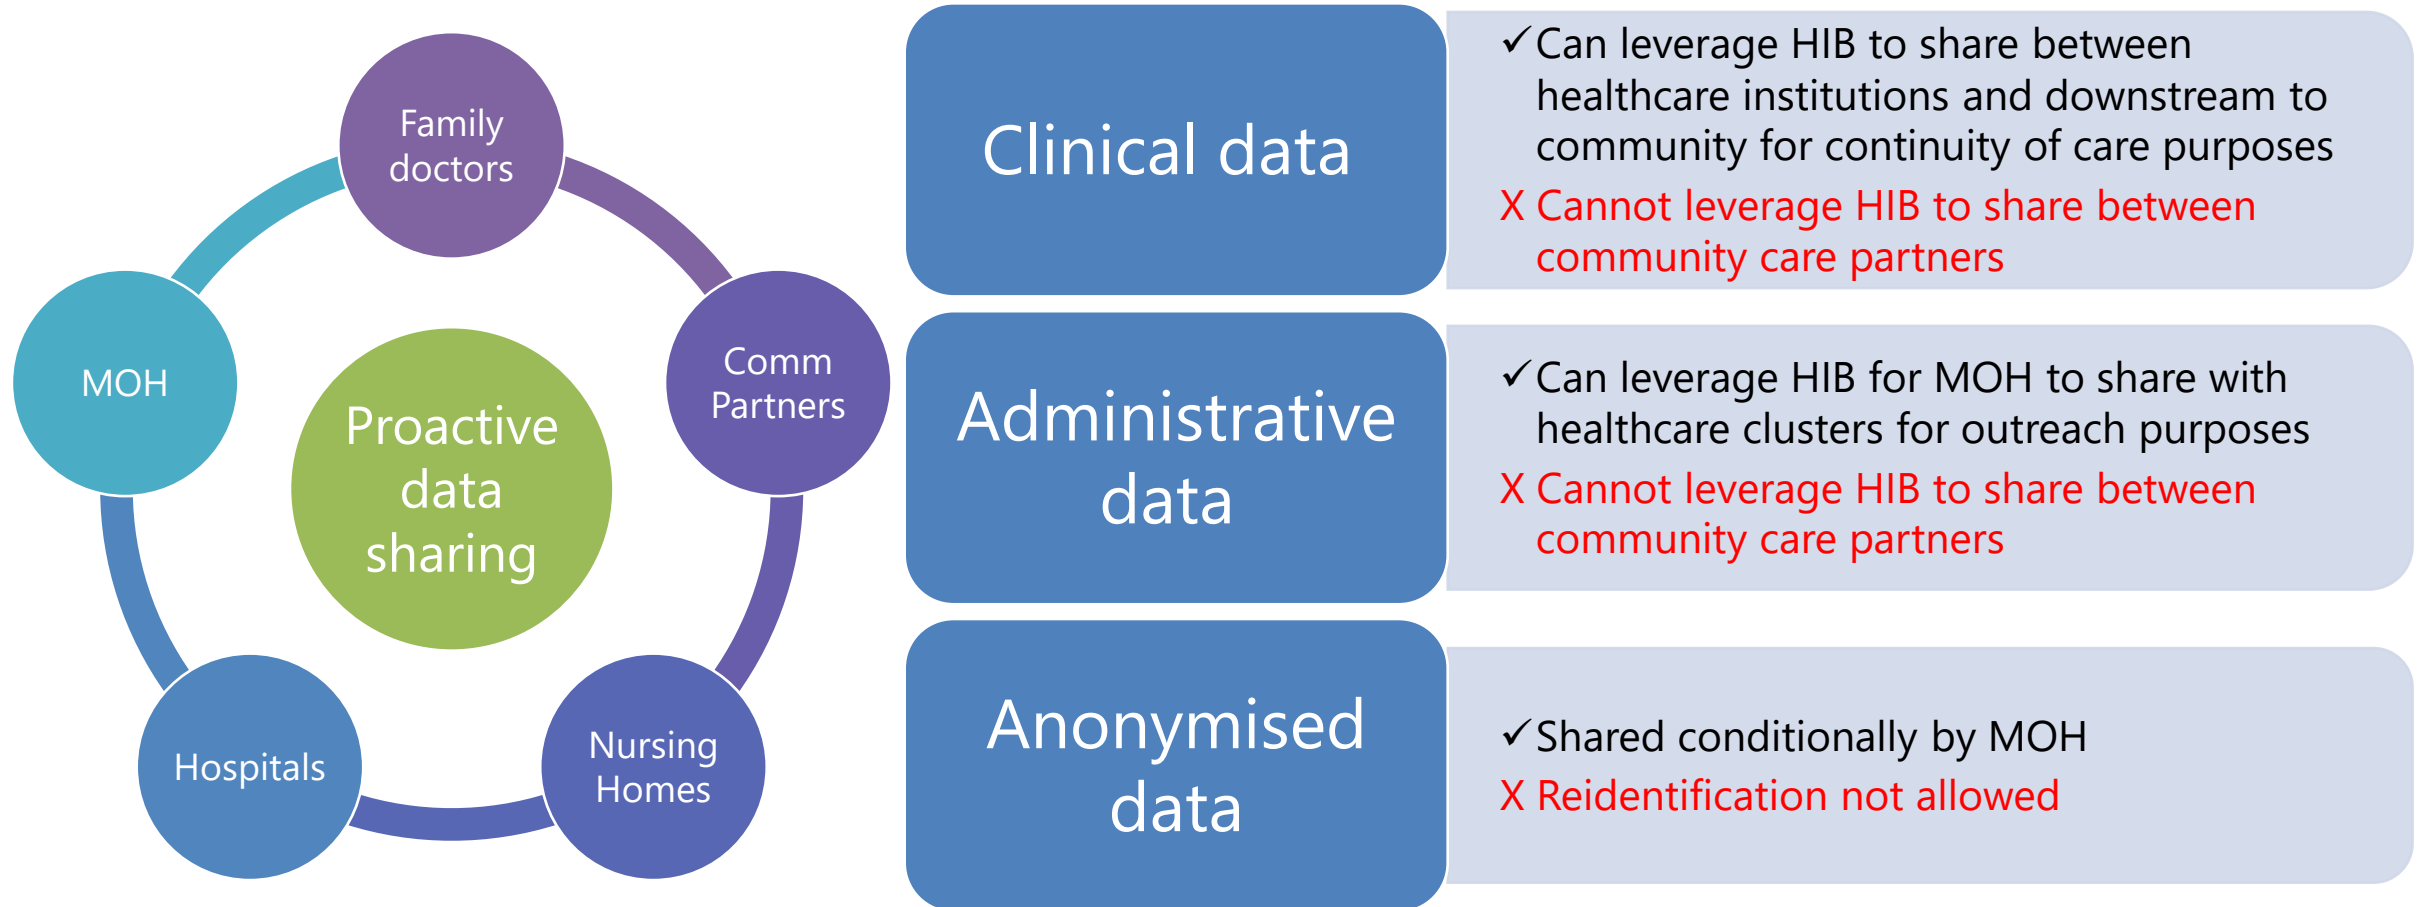 Family
doctors
Comm
Partners
Nursing
Homes
Hospitals
MOH
Proactive
data
sharing
Clinical data
✓Can leverage HIB to share between
healthcare institutions and downstream to
community for continuity of care purposes
X Cannot leverage HIB to share between
community care partners
Administrative
data
✓Can leverage HIB for MOH to share with
healthcare clusters for outreach purposes
X Cannot leverage HIB to share between
community care partners
Anonymised
data
✓Shared conditionally by MOH
X Reidentification not allowed